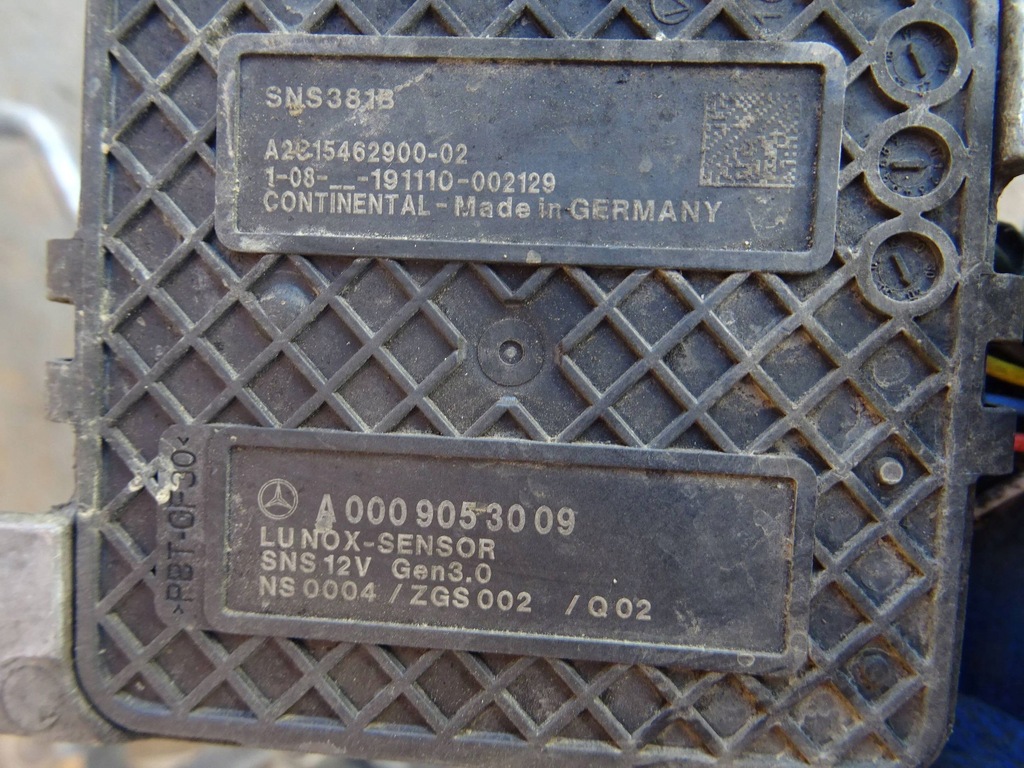 SNS381B
A2C15462900-02
1-08-__-191110-002129
CONTINENTAL - Made in GERMANY
>PBT-GF30<
A 000 905 30 09
LU NOX-SENSOR
SNS 12V Gen3.0
NS 0004 / ZGS 002 / Q 02